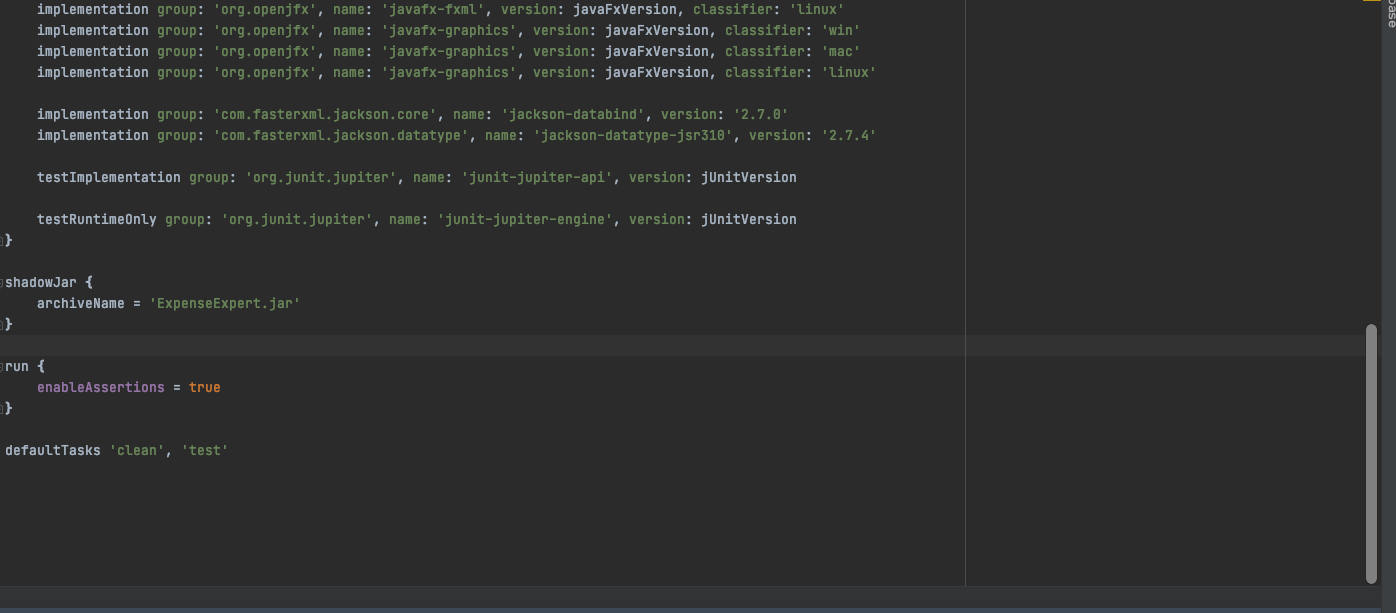 implementation group: 'org.openjfx', name: 'javafx-fxml', version: javaFxVersion, classifier: 'linux'
implementation group: 'org.openjfx', name: 'javafx-graphics', version: javaFxVersion, classifier: 'win'
implementation group: 'org.openjfx', name: 'javafx-graphics', version: javaFxVersion, classifier: 'mac'
implementation group: 'org.openjfx', name: 'javafx-graphics', version: javaFxVersion, classifier: 'linux'
implementation group: 'com.fasterxml.jackson.core', name: 'jackson-databind', version: '2.7.0'
implementation group: 'com.fasterxml.jackson.datatype', name: 'jackson-datatype-jsr310', version: '2.7.4'
testImplementation group: 'org.junit.jupiter', name: 'junit-jupiter-api', version: jUnitVersion
testRuntimeOnly group: 'org.junit.jupiter', name: 'junit-jupiter-engine', version: jUnitVersion
}
shadowJar {
archiveName = 'ExpenseExpert.jar'
}
run {
enableAssertions = true
}
defaultTasks 'clean', 'test'